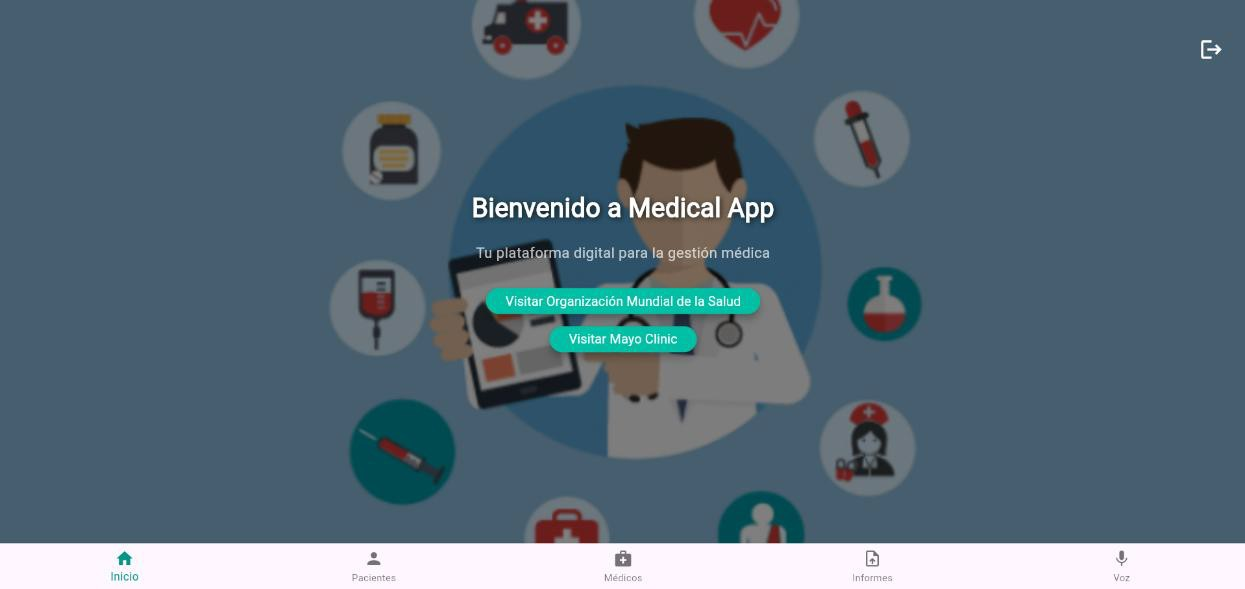 Bienvenido a Medical App
Tu plataforma digital para la gestión médica
Visitar Organización Mundial de la Salud
Visitar Mayo Clinic
Inicio
Pacientes
Médicos
Informes
Voz